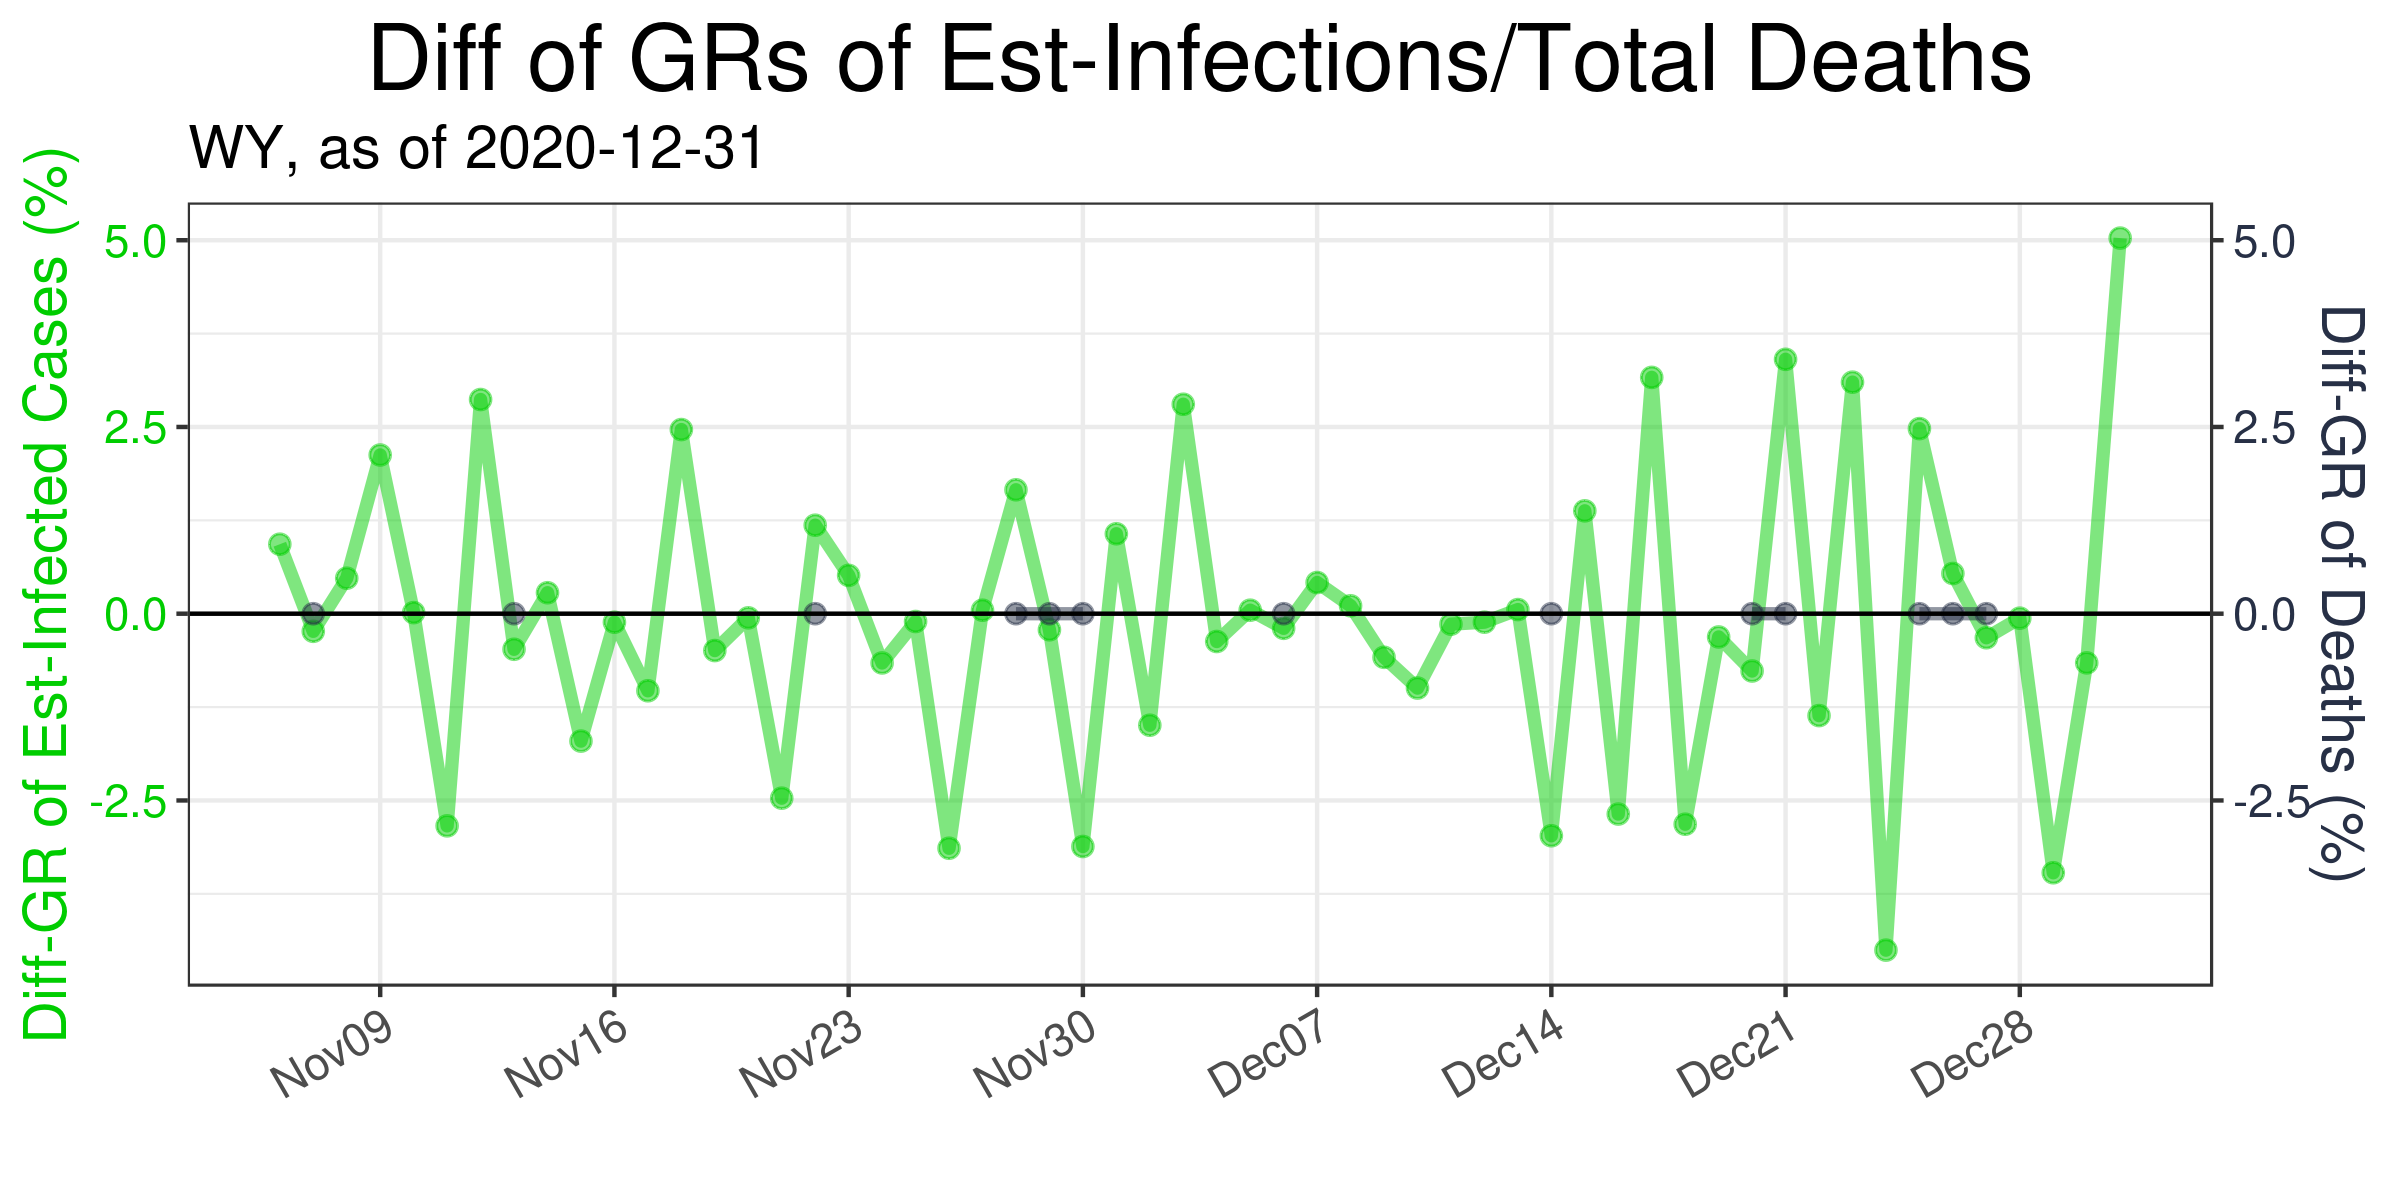 Diff of GRs of Est-Infections/Total Deaths
WY, as of 2020-12-31
Diff-GR of Est-Infected Cases (%)
5.0
2.5
0.0
-2.5
5.0
2.5
0.0
-2.5
Diff-GR of Deaths (%)
Nov09
Nov16
Nov23
Nov30
Dec07
Dec14
Dec21
Dec28